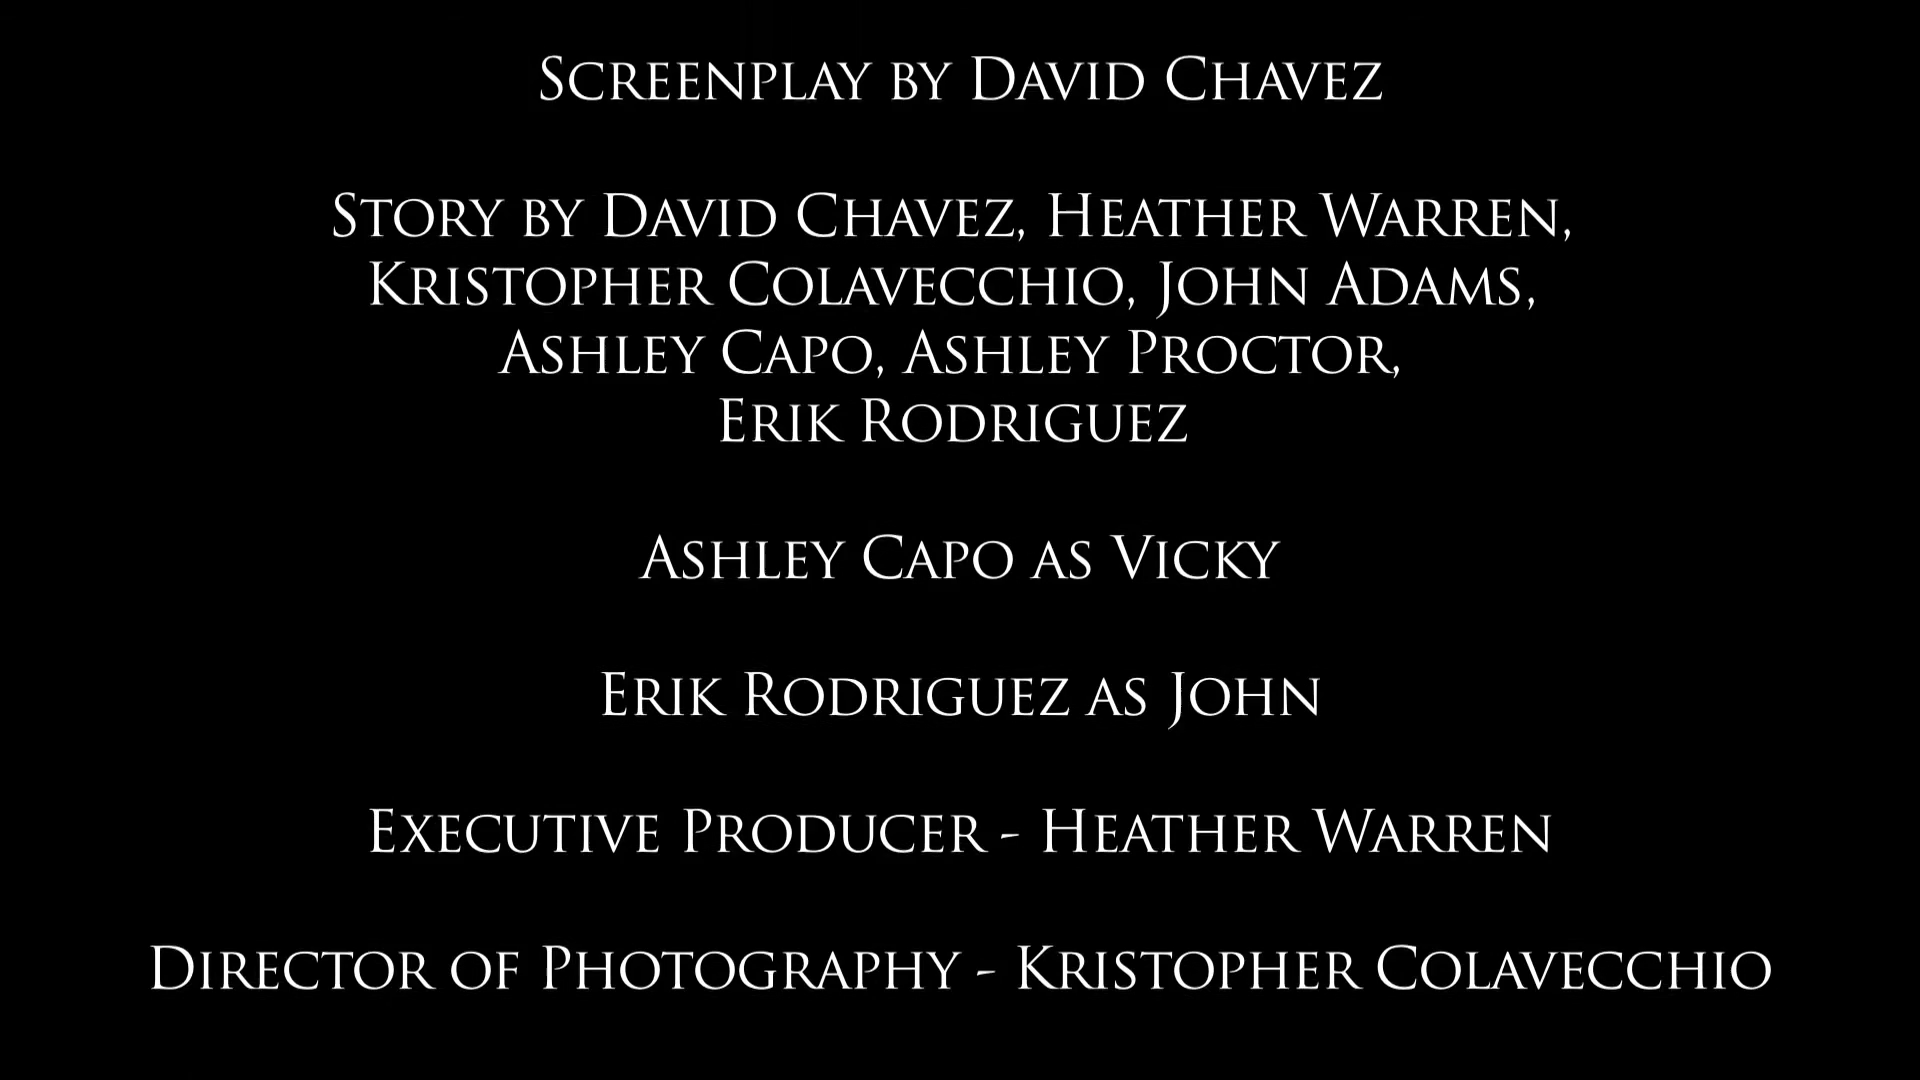 Screenplay by David Chavez
Story by David Chavez, Heather Warren,
Kristopher Colavecchio, John Adams,
Ashley Capo, Ashley Proctor,
Erik Rodriguez
Ashley Capo as Vicky
Erik Rodriguez as John
Executive Producer - Heather Warren
Director of Photography - Kristopher Colavecchio